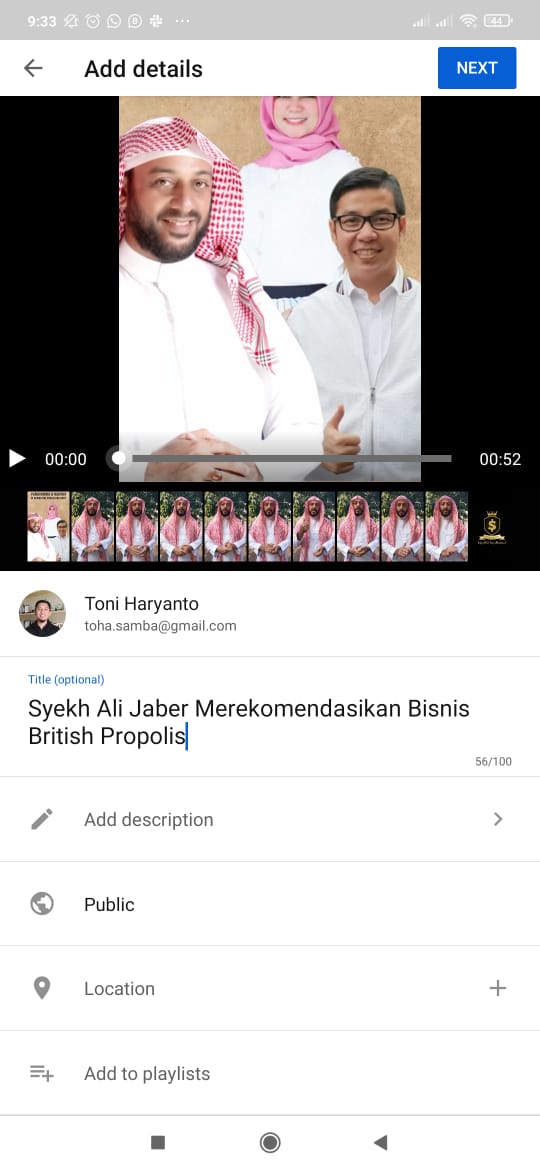 9:33
44
Add details
NEXT
00:00
00:52
Toni Haryanto
toha.samba@gmail.com
Title (optional)
Syekh Ali Jaber Merekomendasikan Bisnis
British Propolis
56/100
Add description
Public
Location
Add to playlists